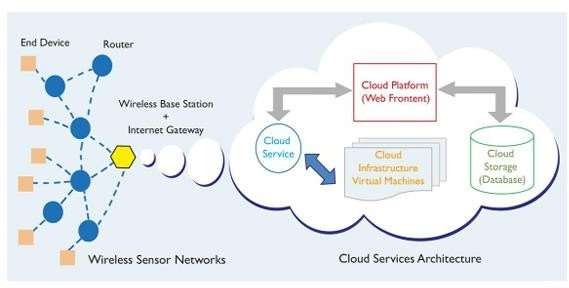 End Device
Router
Wireless Base Station
+
Internet Gateway
Wireless Sensor Networks
Cloud Platform
(Web Frontent)
Cloud
Service
Cloud
Infrastructure
Virtual Machines
Cloud
Storage
(Database)
Cloud Services Architecture